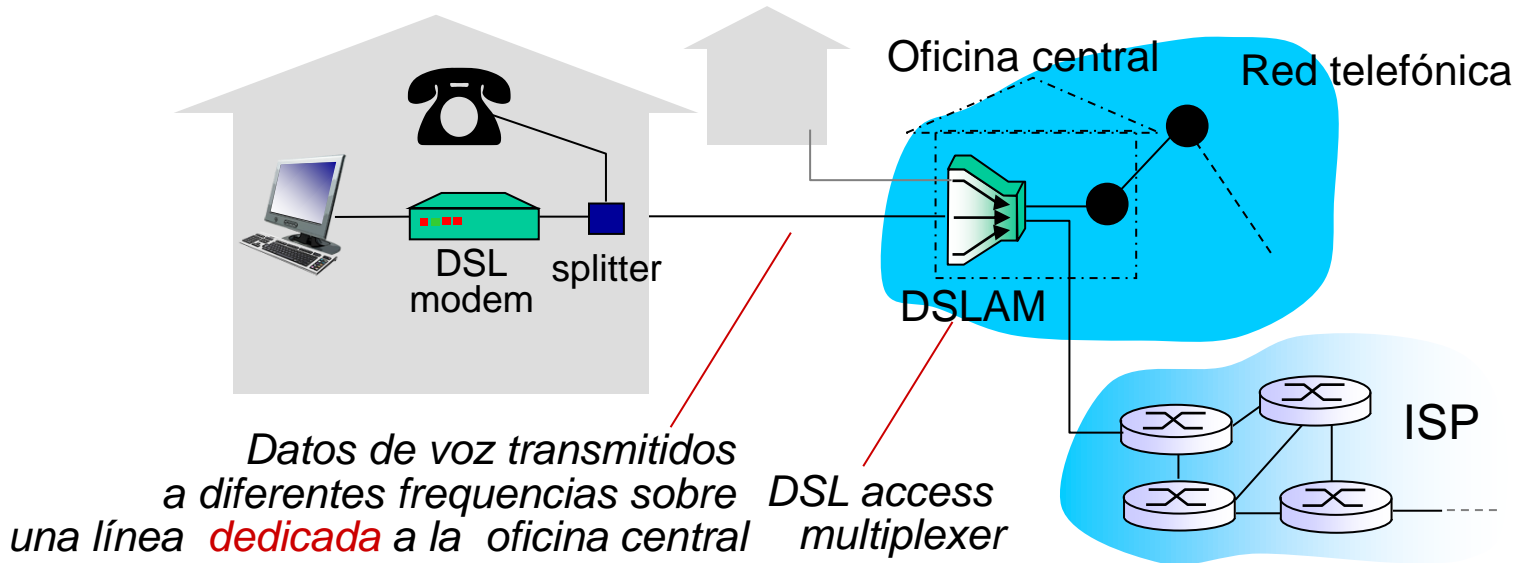 Oficina central
Red telefónica
DSL
modem
splitter
DSLAM
ISP
Datos de voz transmitidos
a diferentes frequencias sobre
una línea dedicada a la oficina central
DSL access
multiplexer